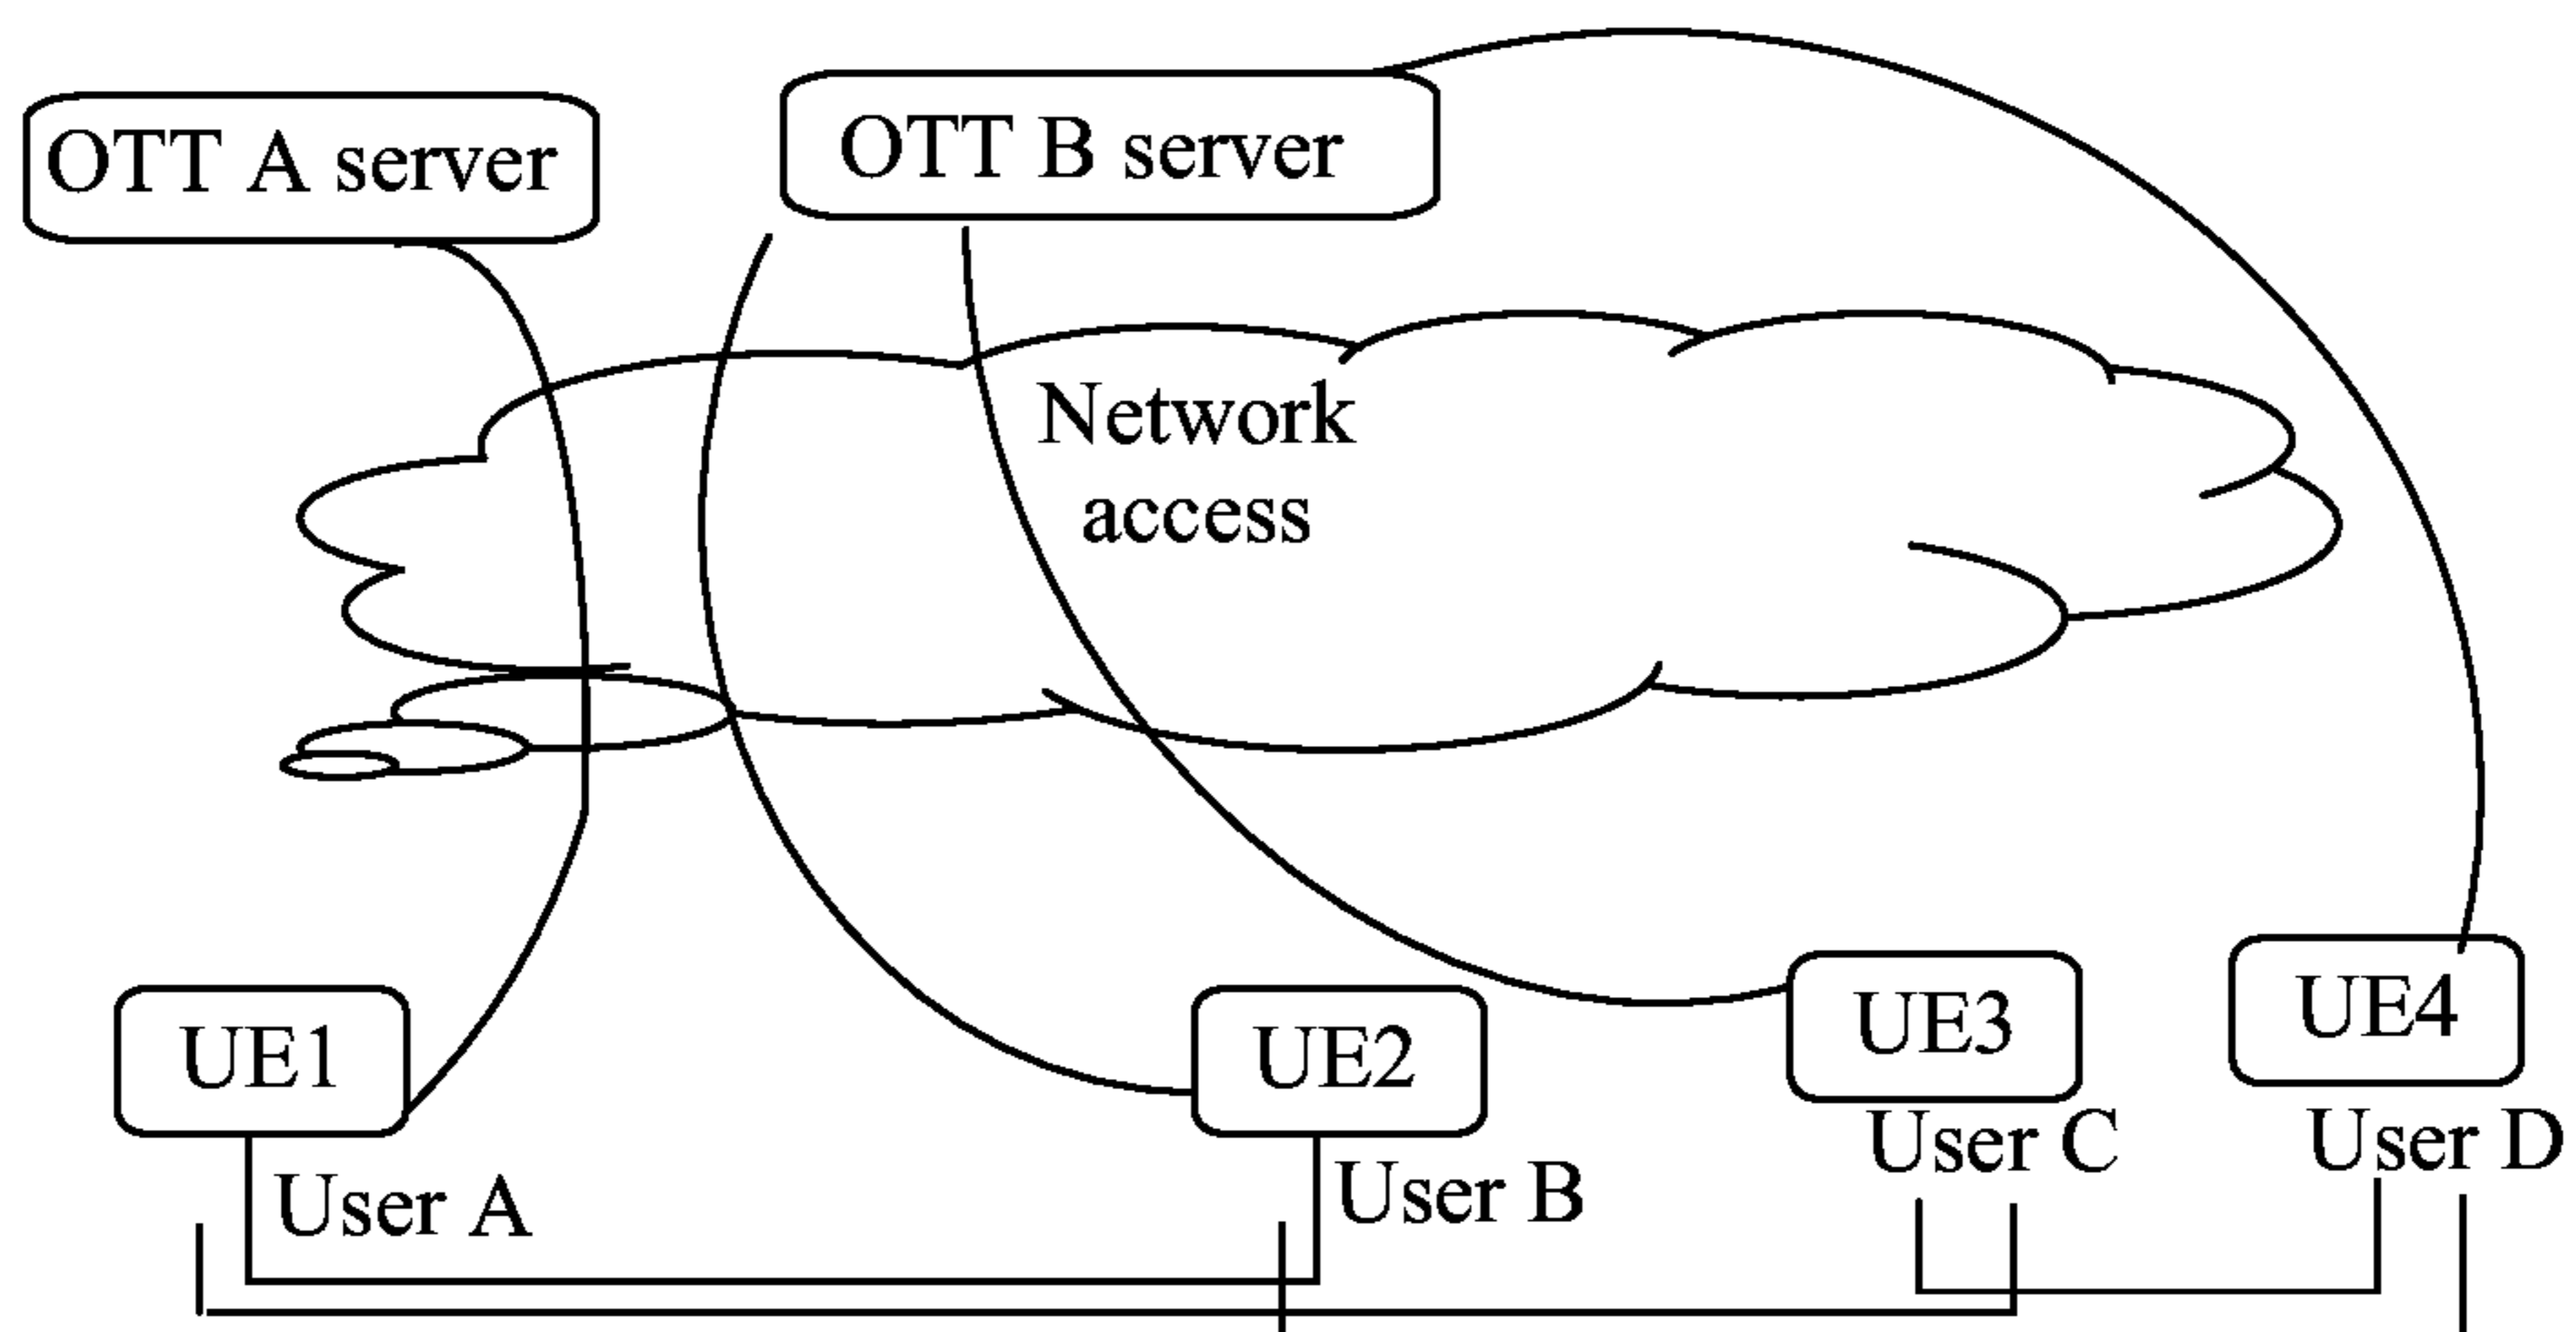 OTT A server
OTT B server
Network
access
UE1
UE2
UE3
UE4
User A
User B
User C
User D